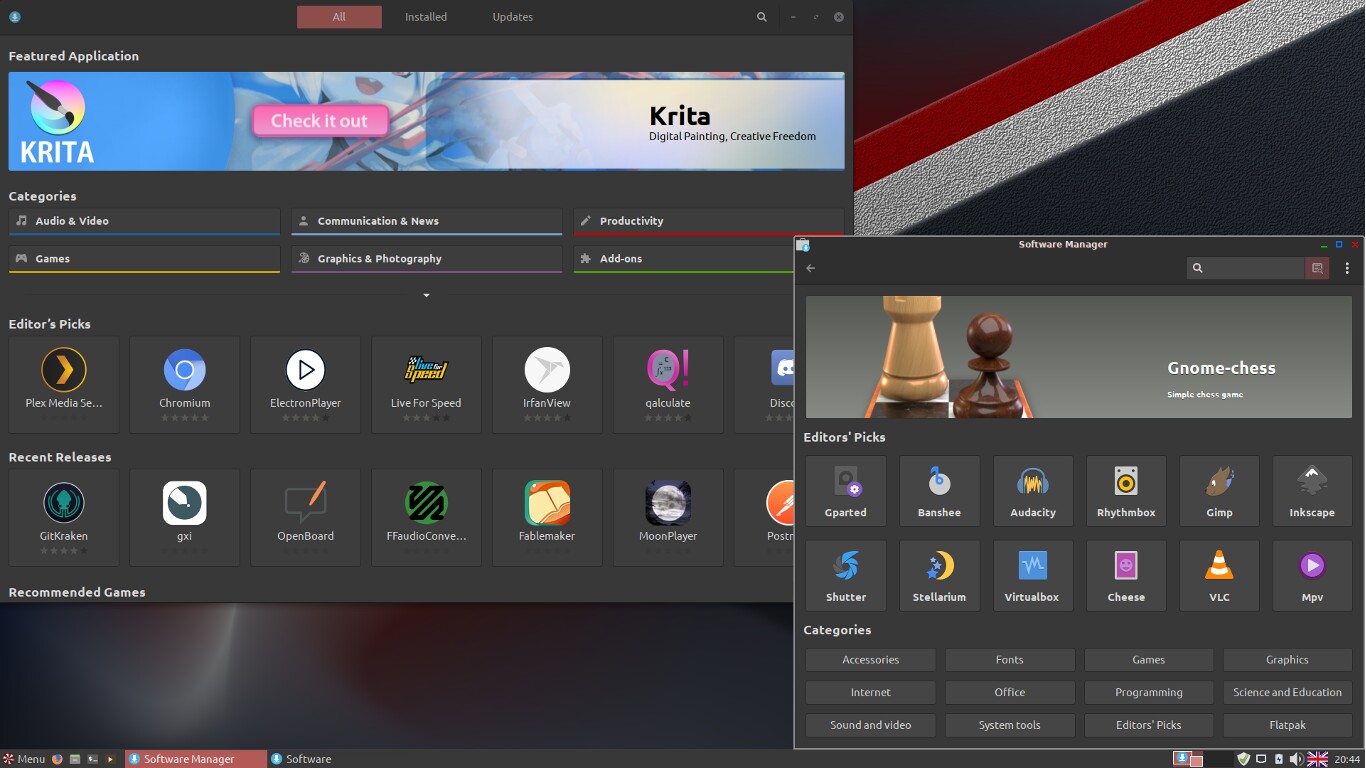 All
Installed
Updates
Featured Application
KRITA
Check it out
Krita
Digital Painting, Creative Freedom
Categories
Audio & Video
Communication & News
Productivity
Games
Graphics & Photography
Add-ons
Editor's Picks
Plex Media Se...
Chromium
ElectronPlayer
Live For Speed
IrfanView
qalculate
Disco
Recent Releases
GitKraken
gxi
OpenBoard
FFaudioConve...
Fablemaker
MoonPlayer
Postm
Recommended Games
Software Manager
Gnome-chess
Simple chess game
Editors' Picks
Gparted
Banshee
Audacity
Rhythmbox
Gimp
Inkscape
Shutter
Stellarium
Virtualbox
Cheese
VLC
Mpv
Categories
Accessories
Fonts
Games
Graphics
Internet
Office
Programming
Science and Education
Sound and video
System tools
Editors' Picks
Flatpak
Menu
Software Manager
Software
20:44